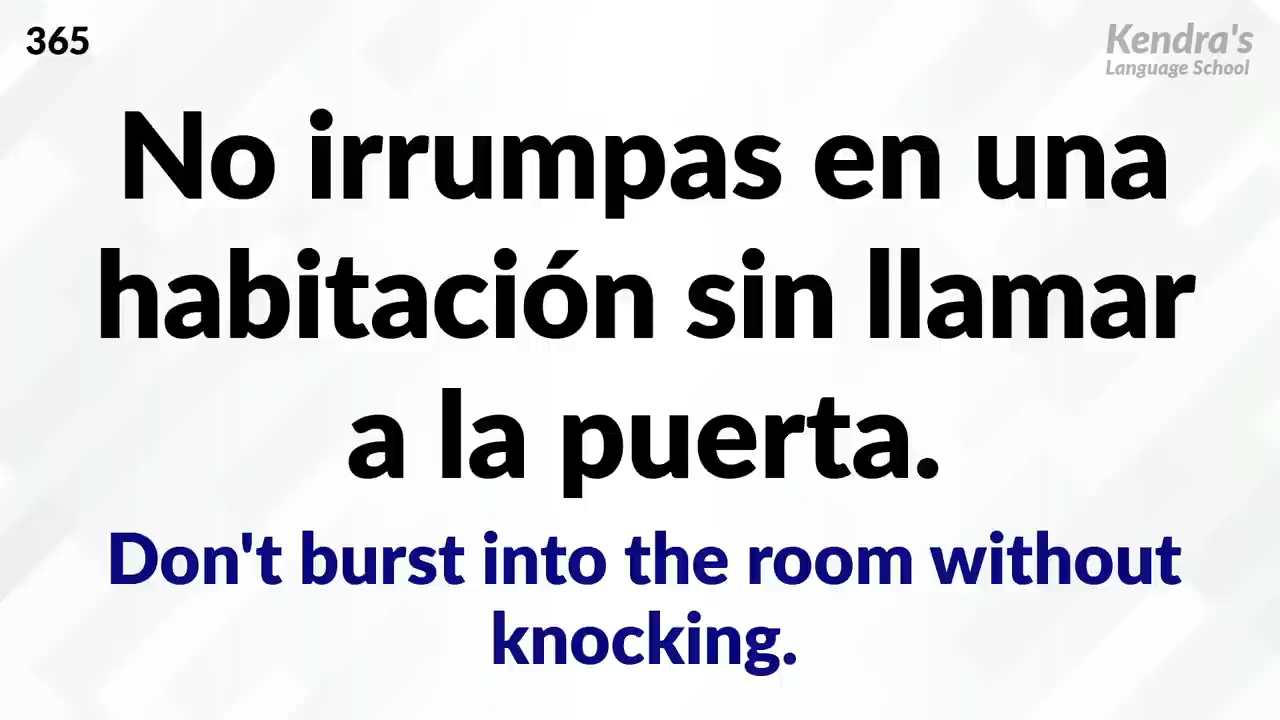 365
Kendra's
Language School
No irrumpas en una
habitación sin llamar
a la puerta.
Don't burst into the room without
knocking.